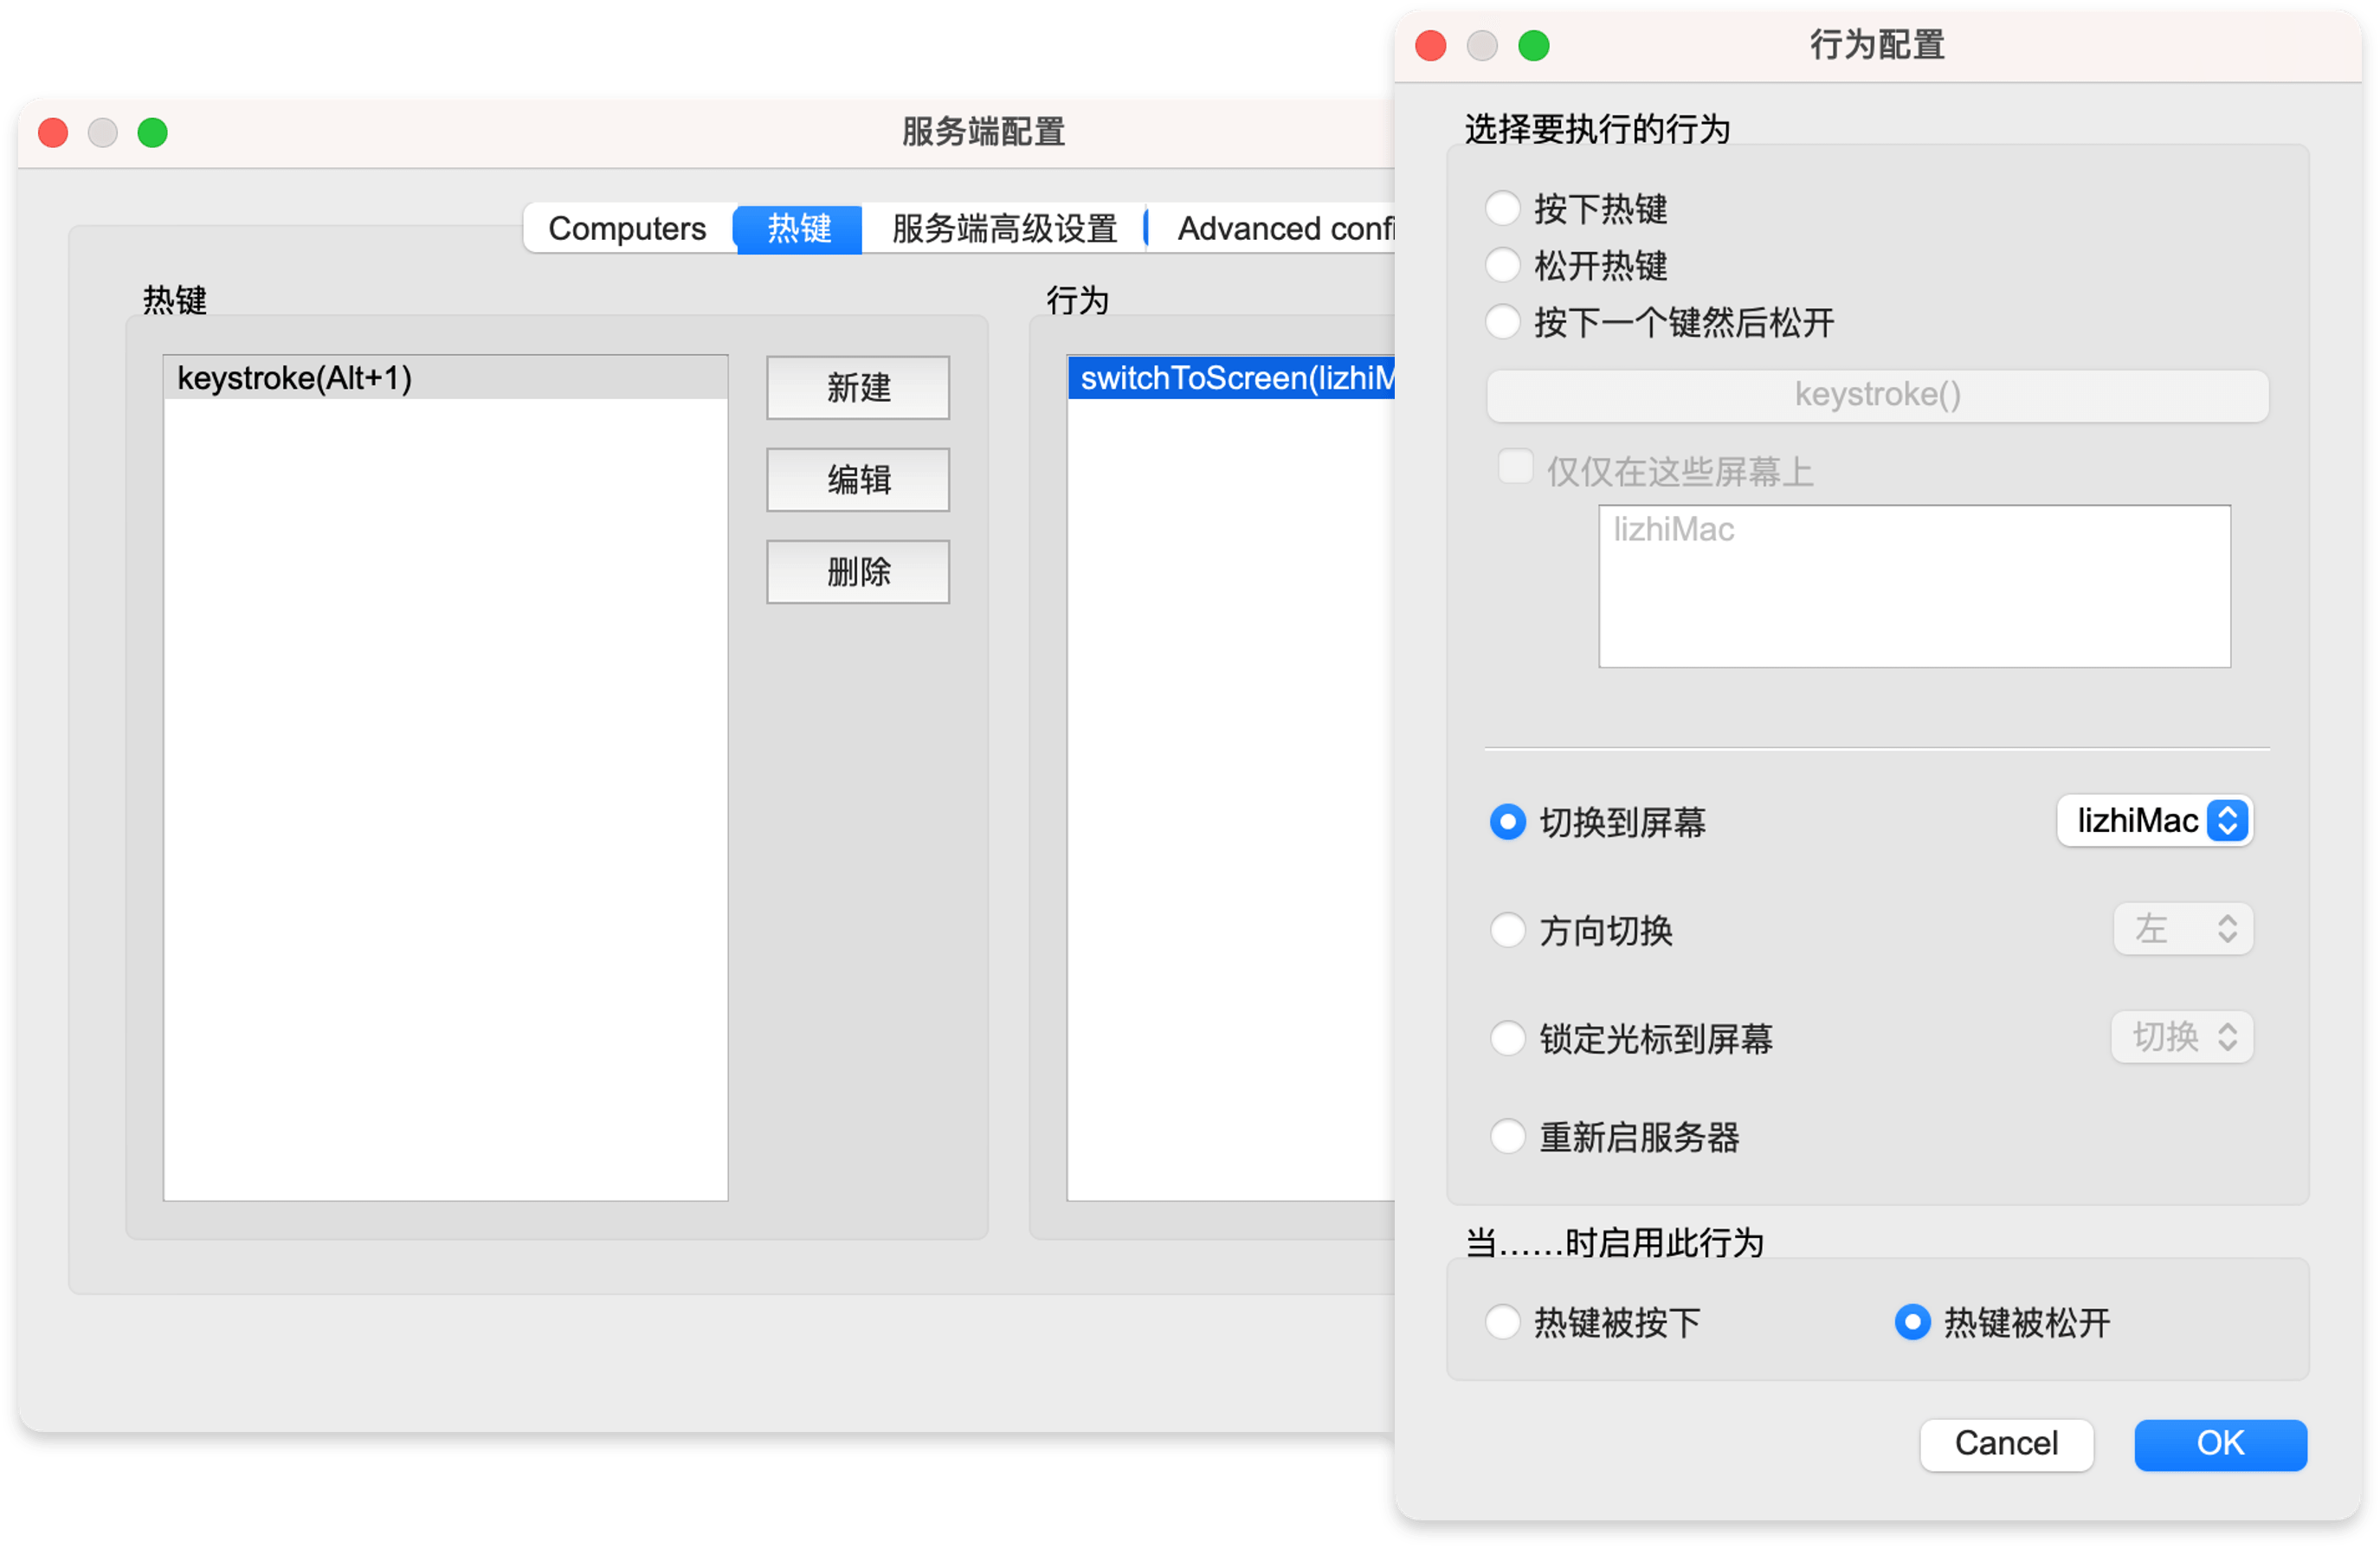 服务端配置
Computers
热键
服务端高级设置
Advanced confi
热键
keystroke(Alt+1)
新建
编辑
删除
行为
switchToScreen(lizhiM
行为配置
选择要执行的行为
按下热键
松开热键
按下一个键然后松开
keystroke()
仅仅在这些屏幕上
lizhiMac
切换到屏幕
lizhiMac
方向切换
左
锁定光标到屏幕
切换
重新启服务器
当……时启用此行为
热键被按下
热键被松开
Cancel
OK